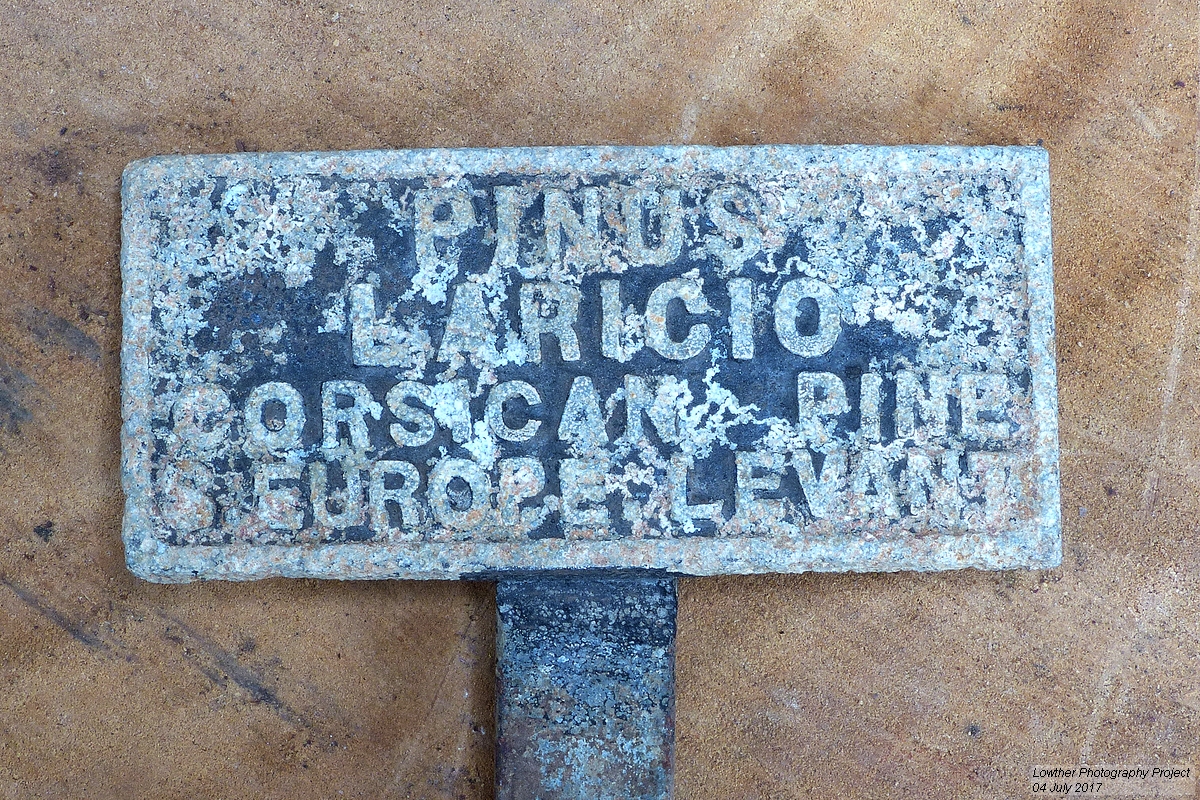 PINUS
LARICIO
CORSICAN PINE
S.EUROPE.LEVANT
Lowther Photography Project
04 July 2017